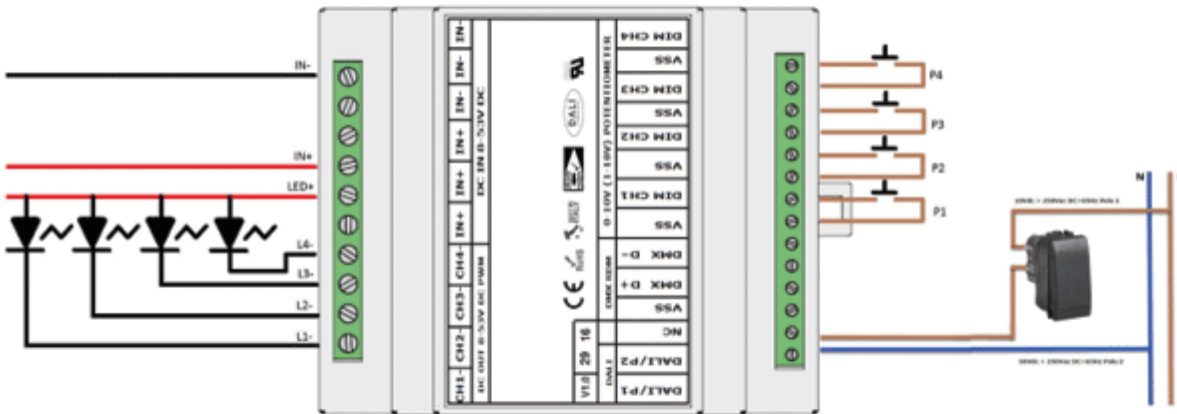 IN-
IN+
LED+
L4-
L3-
L2-
L1-
IN-
IN-
IN-
IN+
IN+
IN+
CH4-
CH3-
CH2-
CH1-
DC IN 8-53V DC
DC OUT 8-53V DC PWM
DALI
CE
RoHS
V1.0
29
16
0-10V (1-10V) POTENTIOMETER
DMX RDM
DALI
DIM CH4
VSS
DIM CH3
VSS
DIM CH2
VSS
DIM CH1
VSS
DMX D-
DMX D+
VSS
NC
DALI/P2
DALI/P1
P4
P3
P2
P1
N